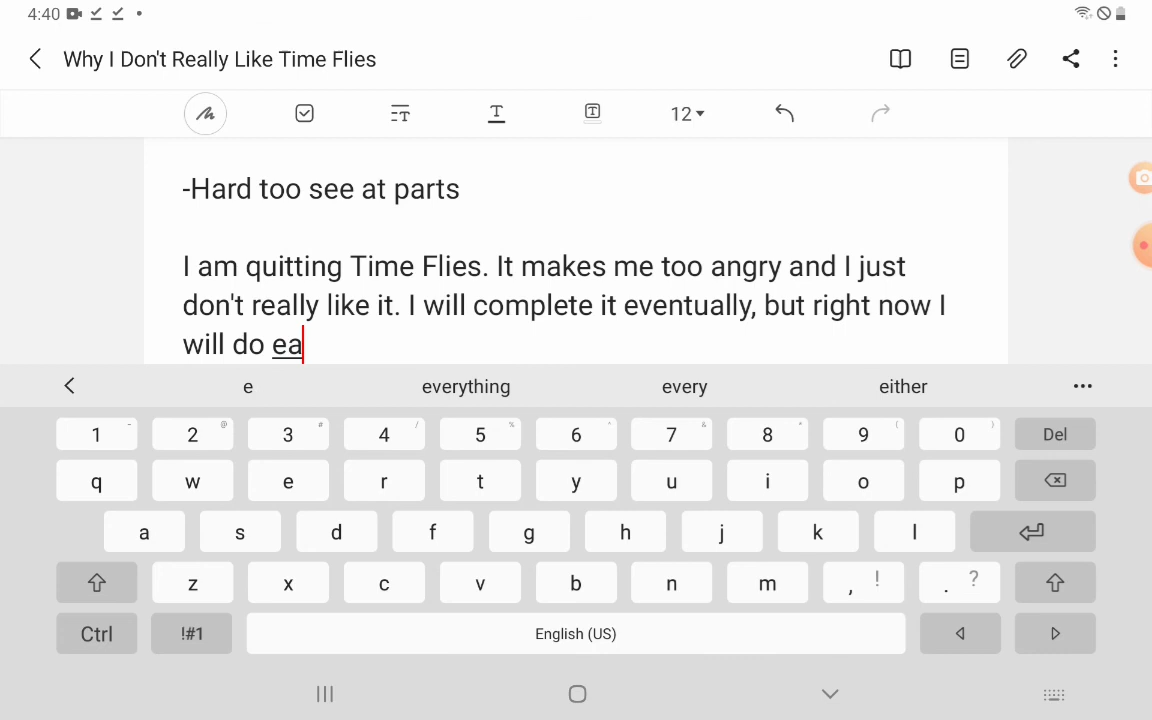 4:40
Why I Don't Really Like Time Flies
12
-Hard too see at parts
I am quitting Time Flies. It makes me too angry and I just
don't really like it. I will complete it eventually, but right now I
will do ea
e everything every either
1 - 2 @ 3 # 4 / 5 % 6 ^ 7 & 8 * 9 ( 0 ) Del
q w e r t y u i o p
a s d f g h j k l
z x c v b n m , ! . ?
Ctrl !#1 English (US)